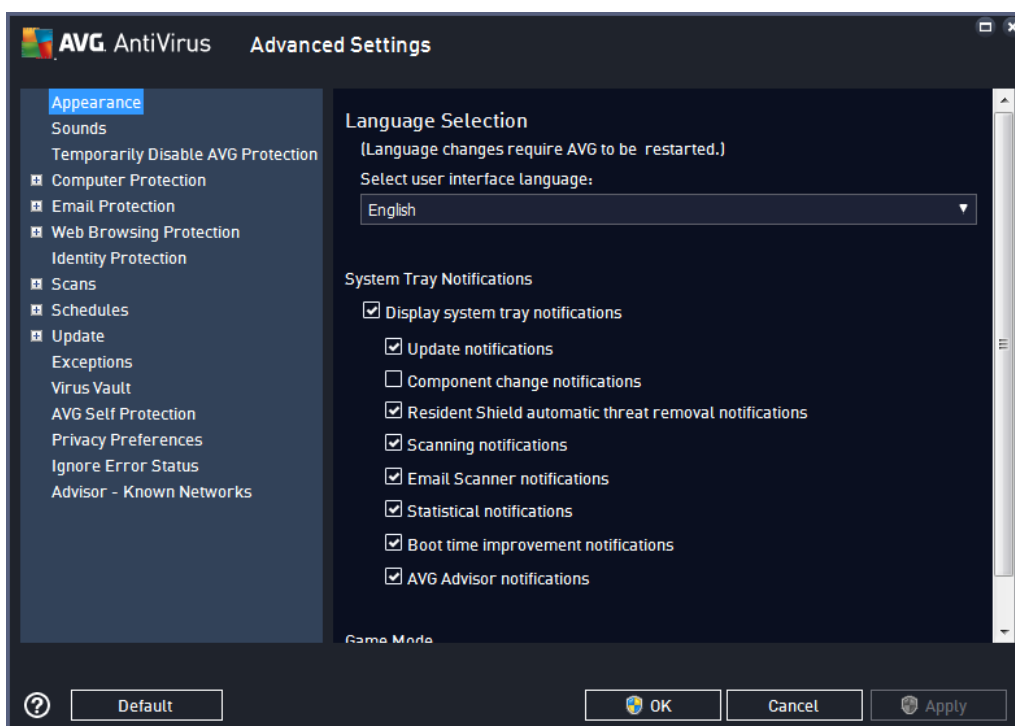 AVG. AntiVirus Advanced Settings
Appearance
Sounds
Temporarily Disable AVG Protection
Computer Protection
Email Protection
Web Browsing Protection
Identity Protection
Scans
Schedules
Update
Exceptions
Virus Vault
AVG Self Protection
Privacy Preferences
Ignore Error Status
Advisor - Known Networks
Language Selection
(Language changes require AVG to be restarted.)
Select user interface language:
English
System Tray Notifications
Display system tray notifications
Update notifications
Component change notifications
Resident Shield automatic threat removal notifications
Scanning notifications
Email Scanner notifications
Statistical notifications
Boot time improvement notifications
AVG Advisor notifications
Game Mode
? Default OK Cancel Apply